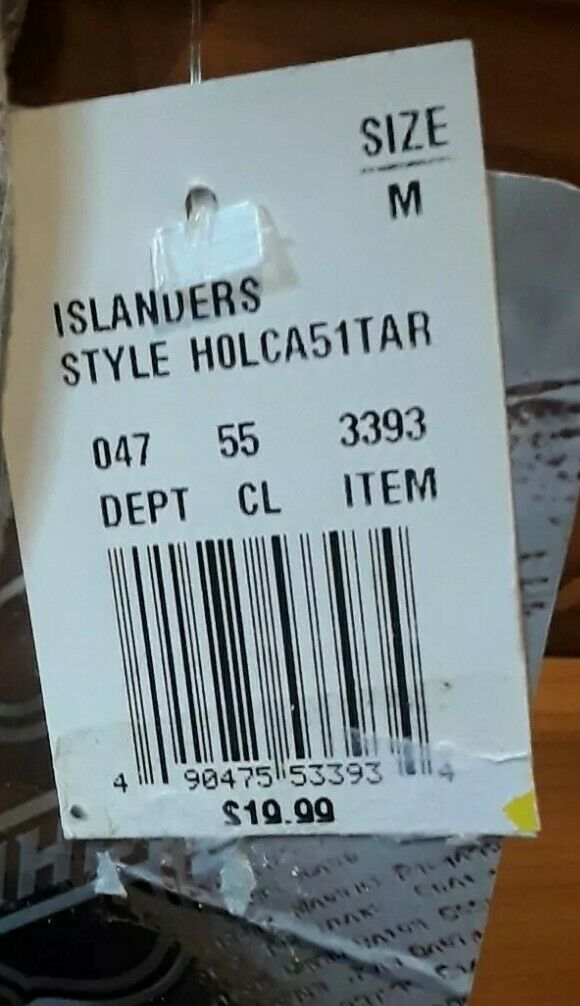 SIZE
M
ISLANDERS
STYLE HOLCA51TAR
047 55 3393
DEPT CL ITEM
4 90475 53393 4
$19.99